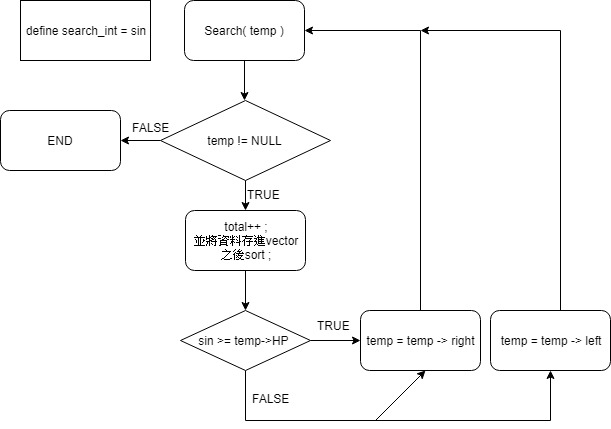 define search_int = sin
Search( temp )
temp != NULL
FALSE
END
TRUE
total++ ;
並將資料存進vector
之後sort ;
sin >= temp->HP
TRUE
temp = temp -> right
temp = temp -> left
FALSE